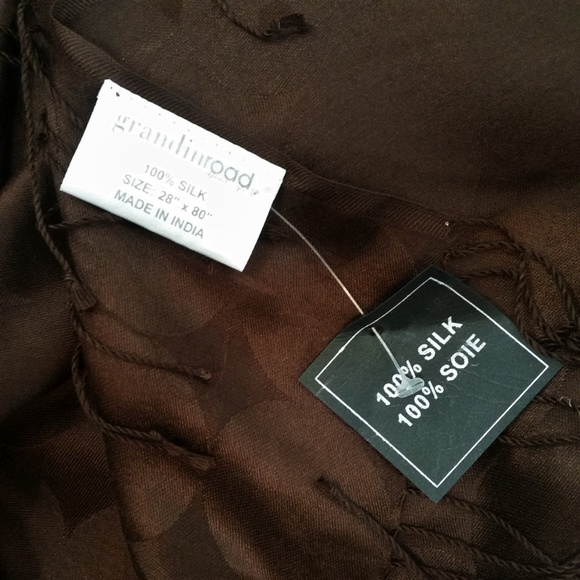 grandinroad
100% SILK
SIZE: 28" x 80"
MADE IN INDIA
100% SILK
100% SOIE